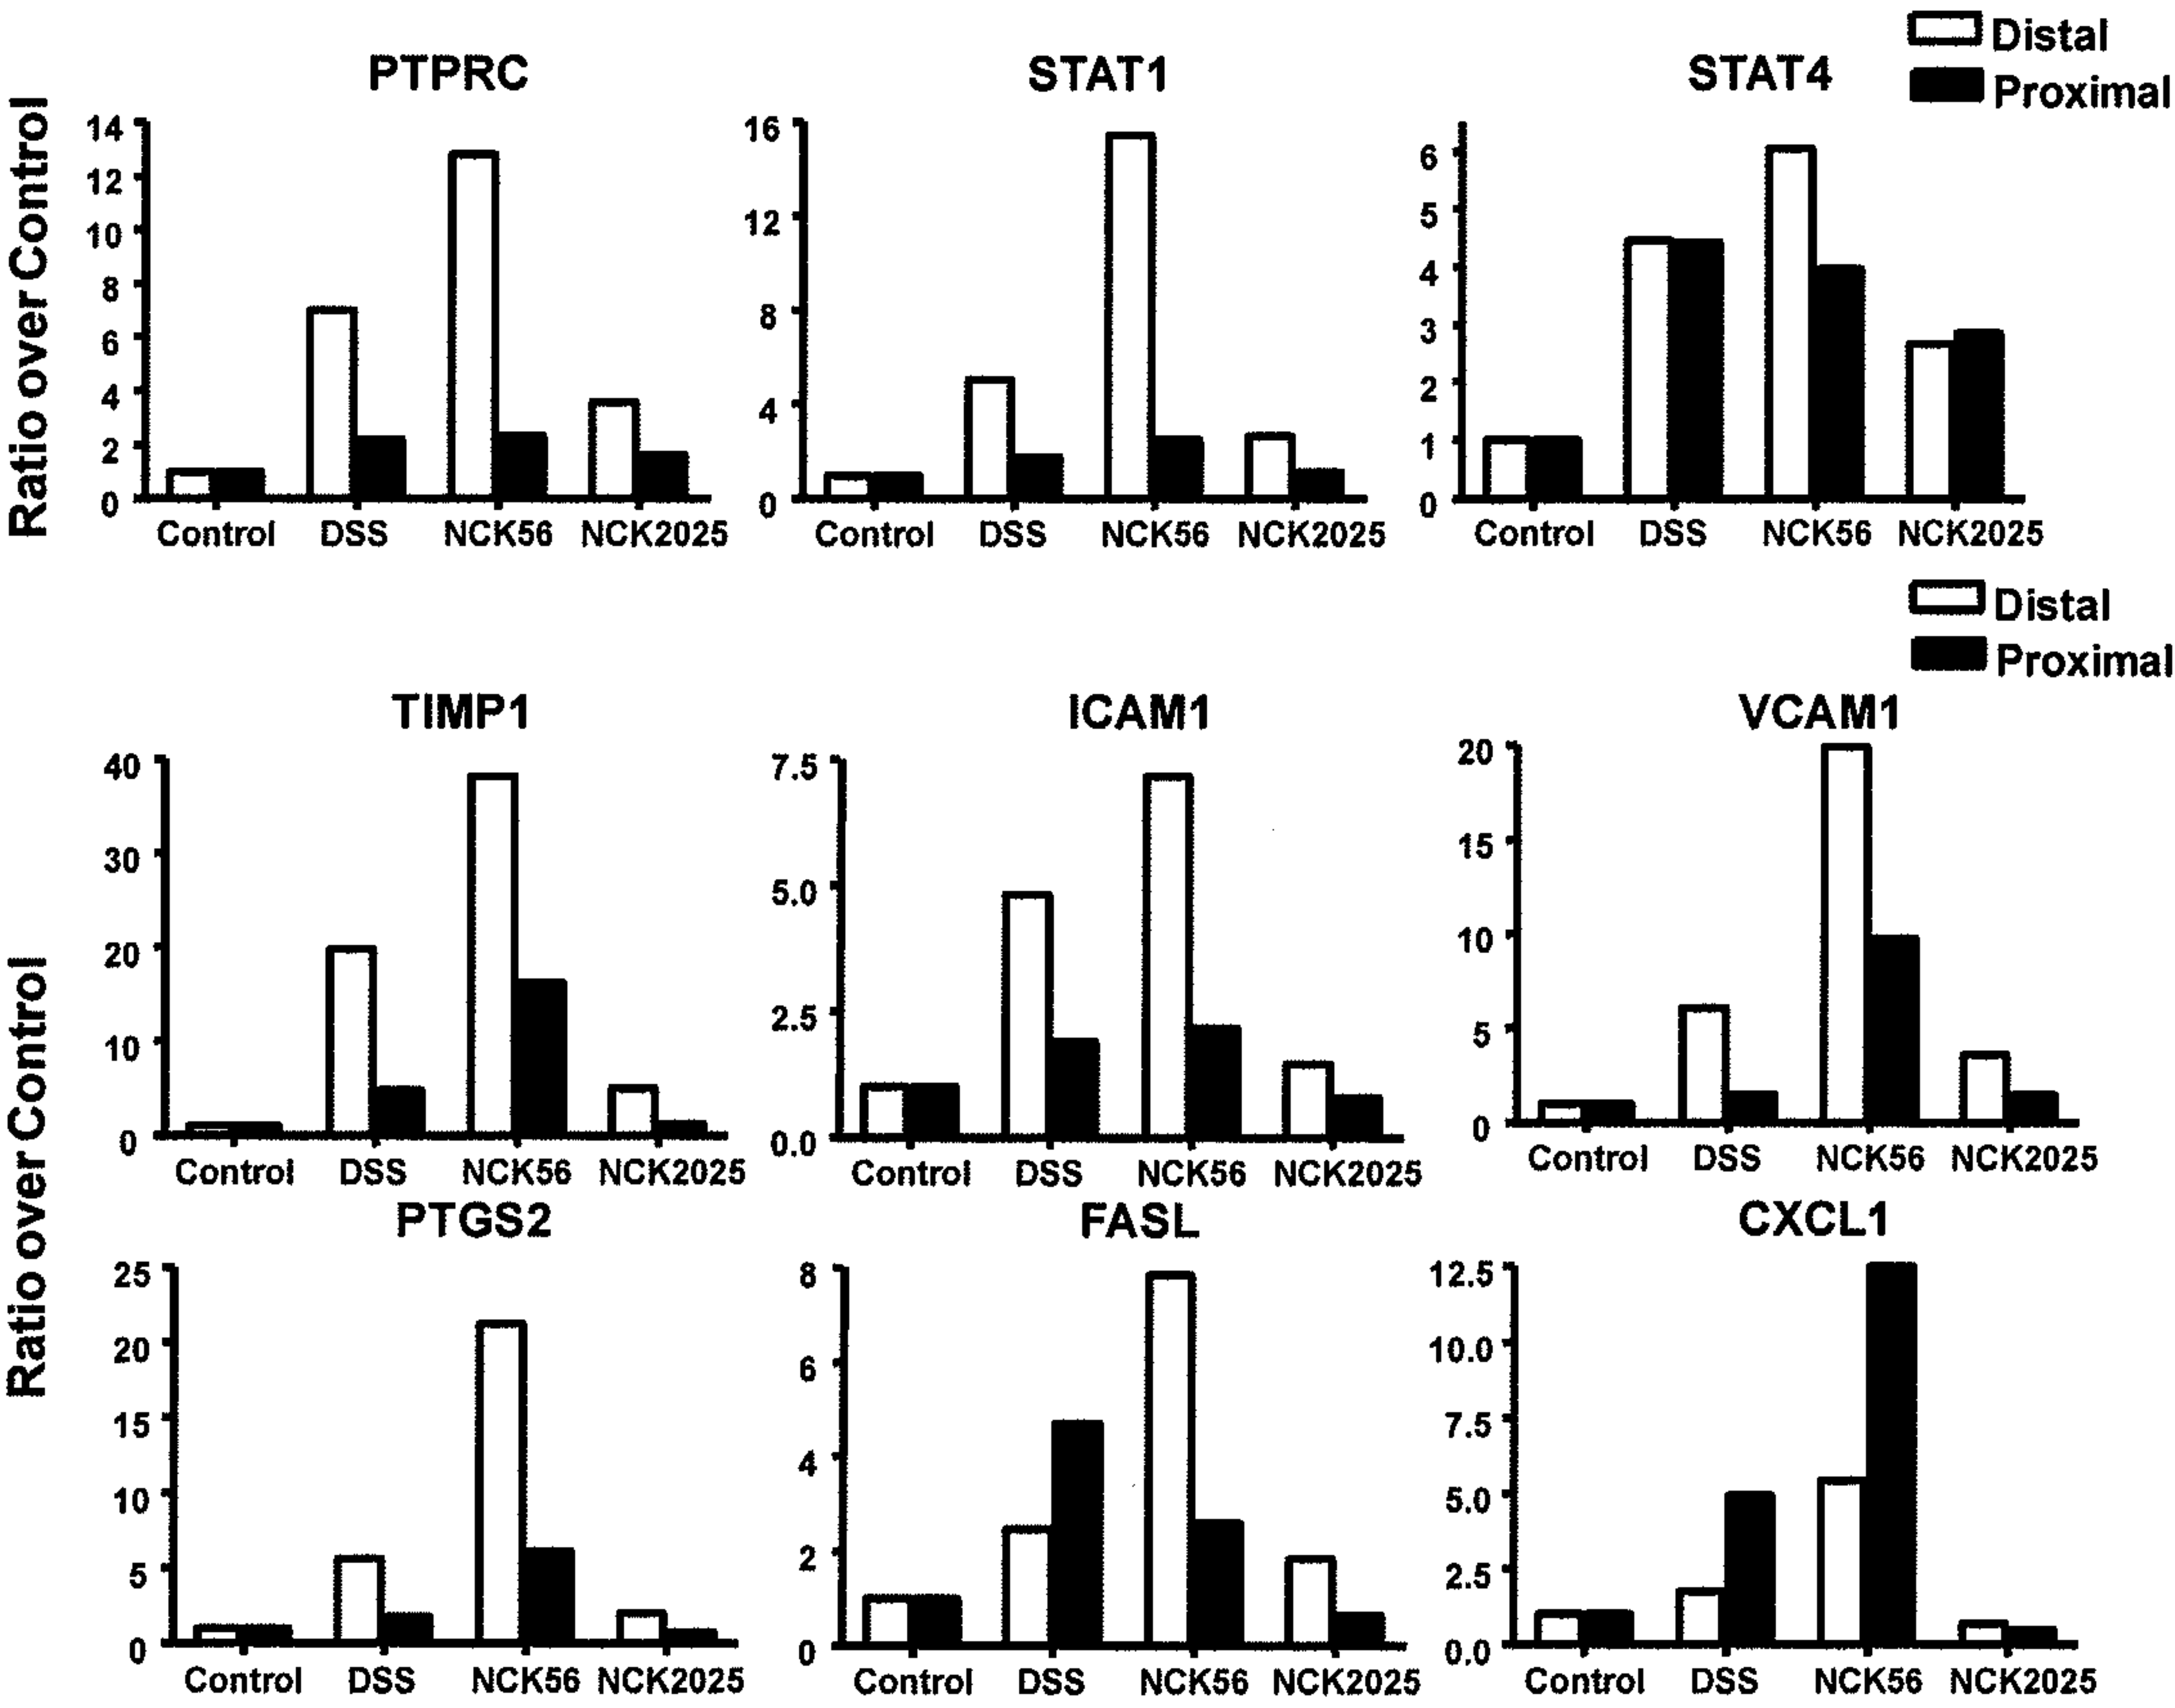 Distal
Proximal
PTPRC
STAT1
STAT4
Ratio over Control
14
12
10
8
6
4
2
0
Control DSS NCK56 NCK2025
16
12
8
4
0
Control DSS NCK56 NCK2025
6
5
4
3
2
1
0
Control DSS NCK56 NCK2025
Distal
Proximal
TIMP1
ICAM1
VCAM1
Ratio over Control
40
30
20
10
0
Control DSS NCK56 NCK2025
7.5
5.0
2.5
0.0
Control DSS NCK56 NCK2025
20
15
10
5
0
Control DSS NCK56 NCK2025
PTGS2
FASL
CXCL1
25
20
15
10
5
0
Control DSS NCK56 NCK2025
8
6
4
2
0
Control DSS NCK56 NCK2025
12.5
10.0
7.5
5.0
2.5
0.0
Control DSS NCK56 NCK2025